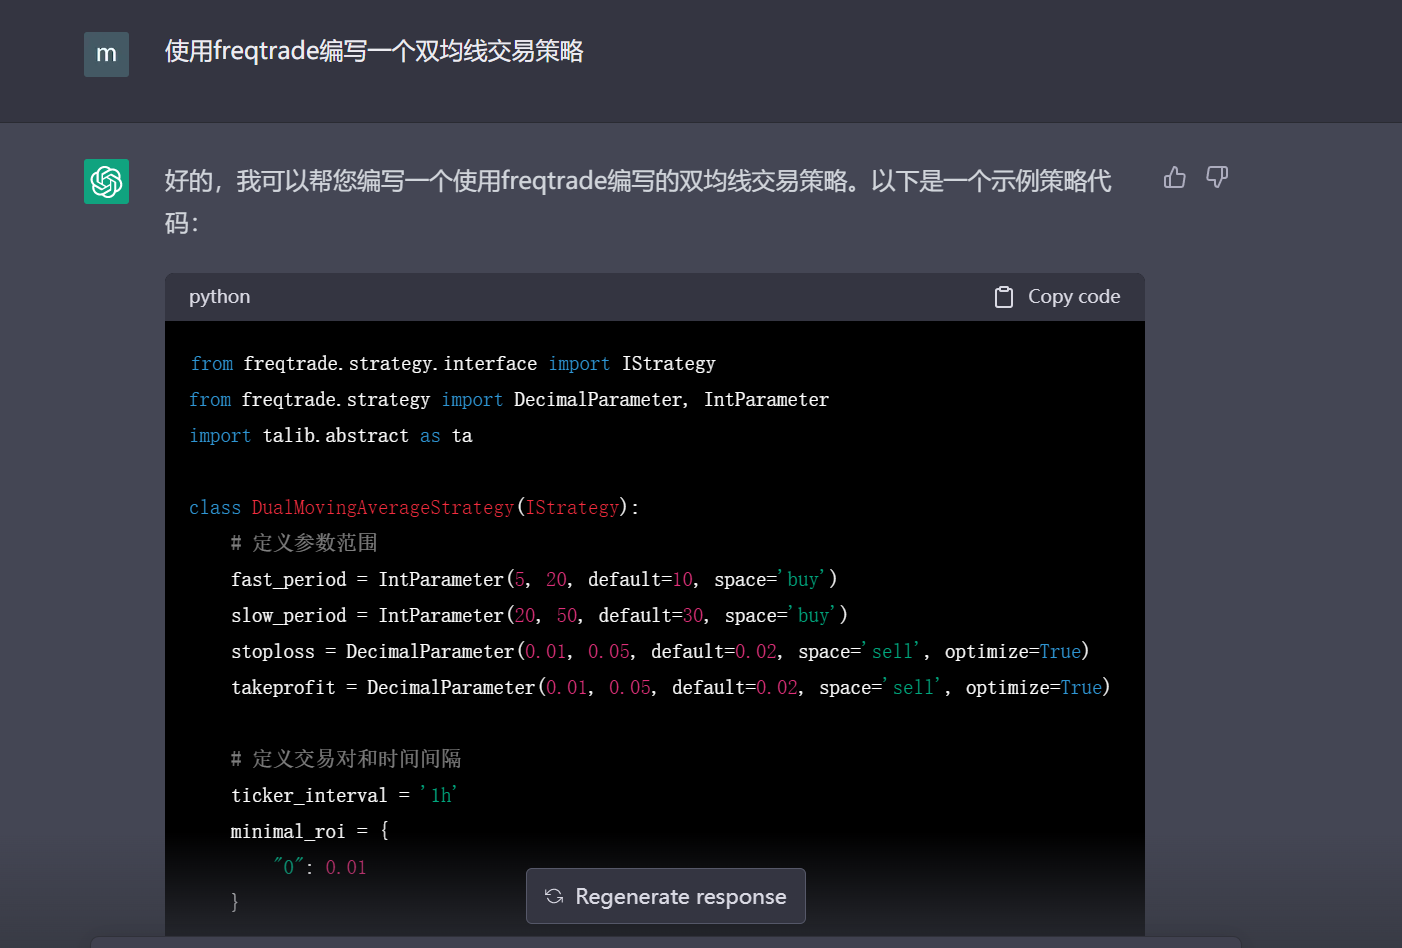 m
使用freqtrade编写一个双均线交易策略
好的，我可以帮您编写一个使用freqtrade编写的双均线交易策略。以下是一个示例策略代
码：
python
Copy code
from freqtrade.strategy.interface import IStrategy
from freqtrade.strategy import DecimalParameter, IntParameter
import talib.abstract as ta
class DualMovingAverageStrategy(IStrategy):
    # 定义参数范围
    fast_period = IntParameter(5, 20, default=10, space='buy')
    slow_period = IntParameter(20, 50, default=30, space='buy')
    stoploss = DecimalParameter(0.01, 0.05, default=0.02, space='sell', optimize=True)
    takeprofit = DecimalParameter(0.01, 0.05, default=0.02, space='sell', optimize=True)
    # 定义交易对和时间间隔
    ticker_interval = '1h'
    minimal_roi = {
        "0": 0.01
    }
Regenerate response